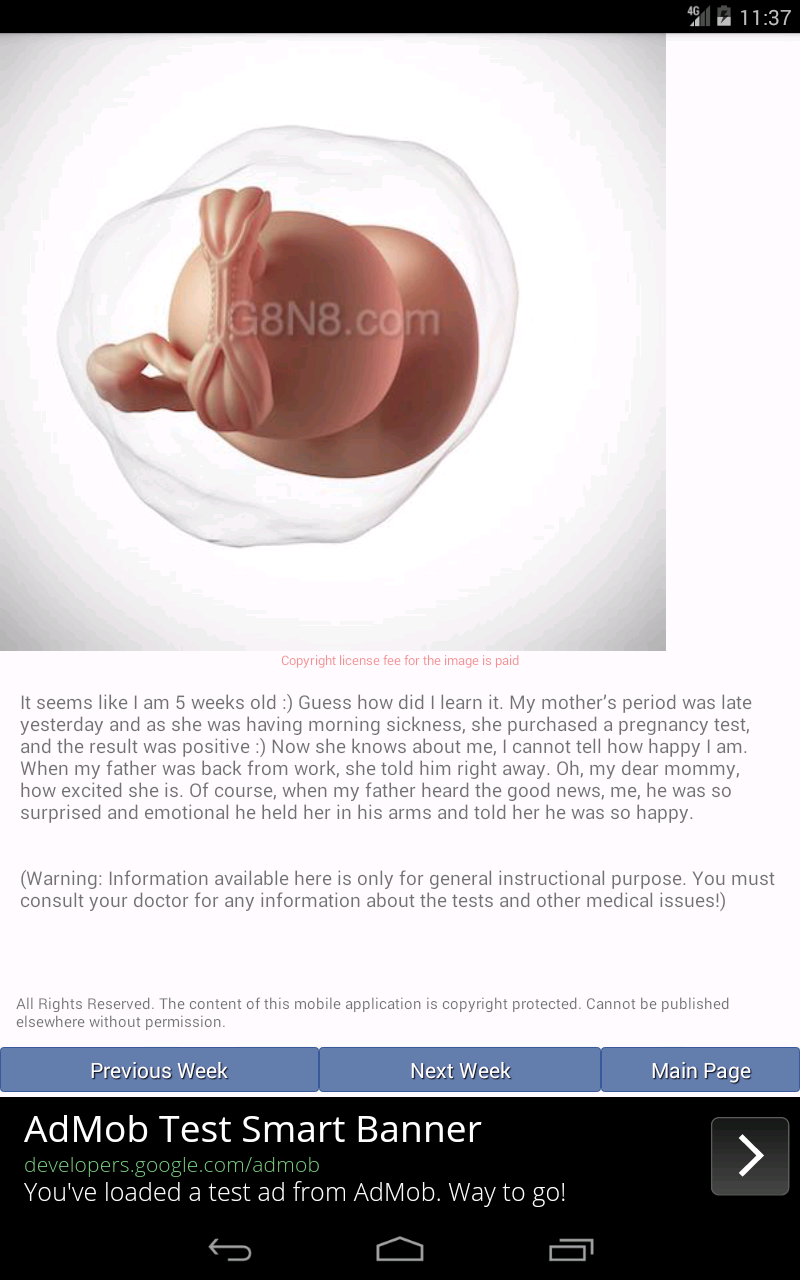 4G 11:37
G8N8.com
Copyright license fee for the image is paid
It seems like I am 5 weeks old :) Guess how did I learn it. My mother’s period was late
yesterday and as she was having morning sickness, she purchased a pregnancy test,
and the result was positive :) Now she knows about me, I cannot tell how happy I am.
When my father was back from work, she told him right away. Oh, my dear mommy,
how excited she is. Of course, when my father heard the good news, me, he was so
surprised and emotional he held her in his arms and told her he was so happy.
(Warning: Information available here is only for general instructional purpose. You must
consult your doctor for any information about the tests and other medical issues!)
All Rights Reserved. The content of this mobile application is copyright protected. Cannot be published
elsewhere without permission.
Previous Week Next Week Main Page
AdMob Test Smart Banner
developers.google.com/admob
You've loaded a test ad from AdMob. Way to go!